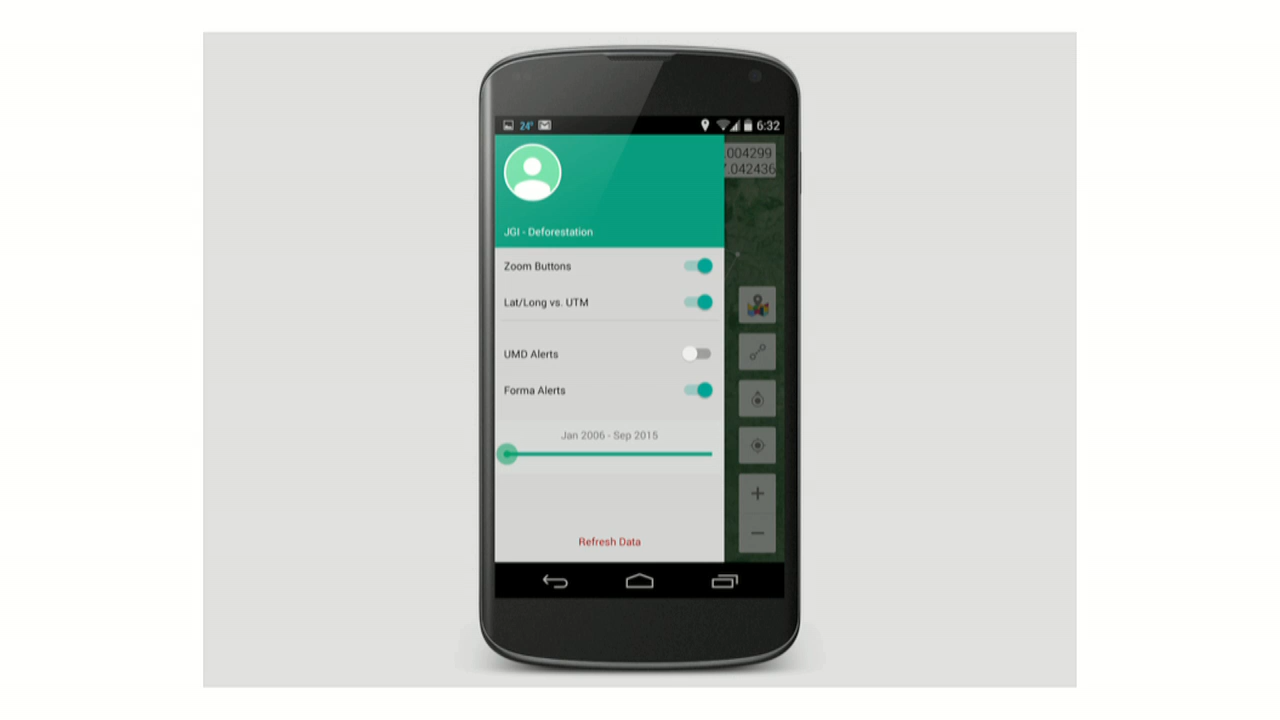 24°
6:32
.004299
.042436
JGI - Deforestation
Zoom Buttons
Lat/Long vs. UTM
UMD Alerts
Forma Alerts
Jan 2006 - Sep 2015
Refresh Data